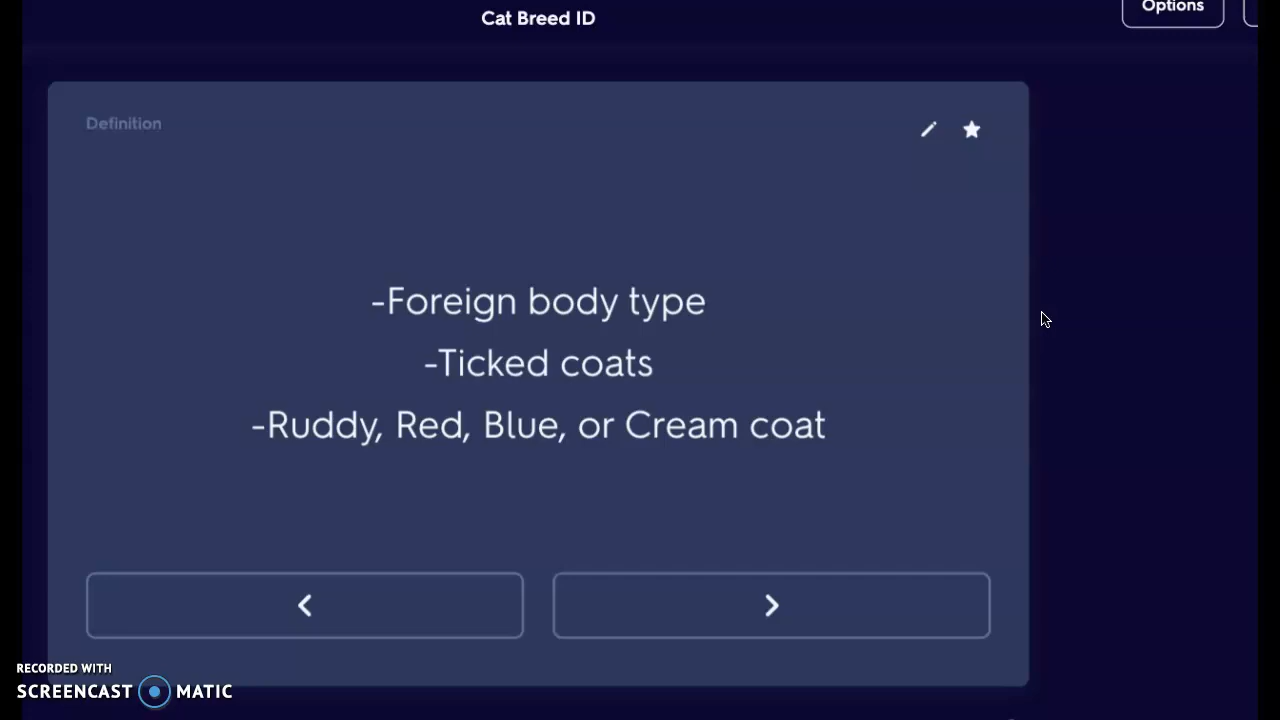 Cat Breed ID
Options
Definition
-Foreign body type
-Ticked coats
-Ruddy, Red, Blue, or Cream coat
RECORDED WITH
SCREENCAST MATIC